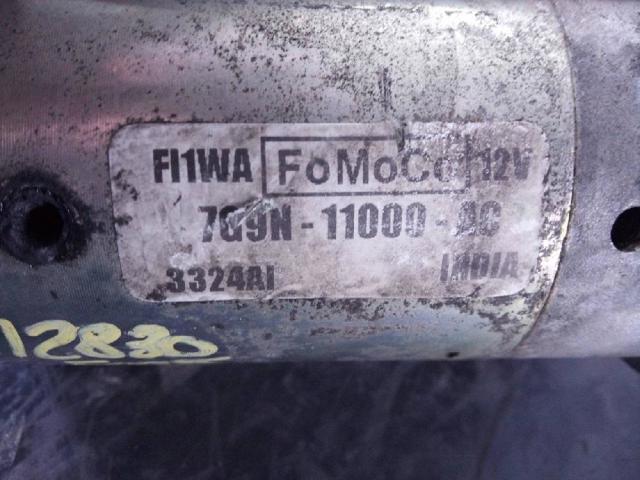 FI1WA FoMoCo 12V
7G9N - 11000 - AC
3324AI INDIA
12830